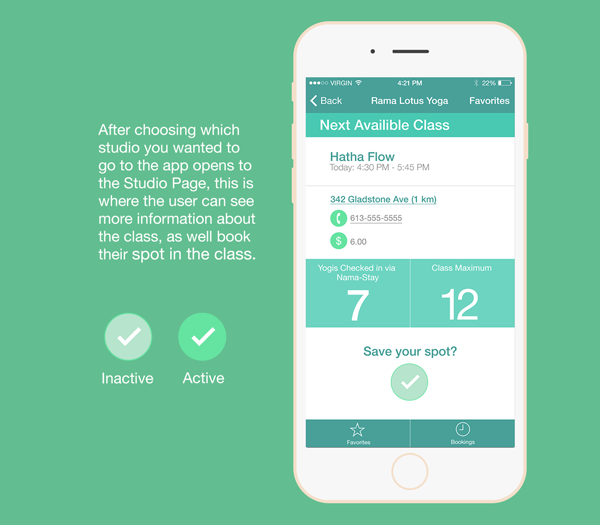 After choosing which
studio you wanted to
go to the app opens to
the Studio Page, this is
where the user can see
more information about
the class, as well book
their spot in the class.
Inactive
Active
VIRGIN
4:21 PM
22%
Back
Rama Lotus Yoga
Favorites
Next Availible Class
Hatha Flow
Today: 4:30 PM - 5:45 PM
342 Gladstone Ave (1 km)
613-555-5555
$ 6.00
Yogis Checked in via
Nama-Stay
7
Class Maximum
12
Save your spot?
Favorites
Bookings